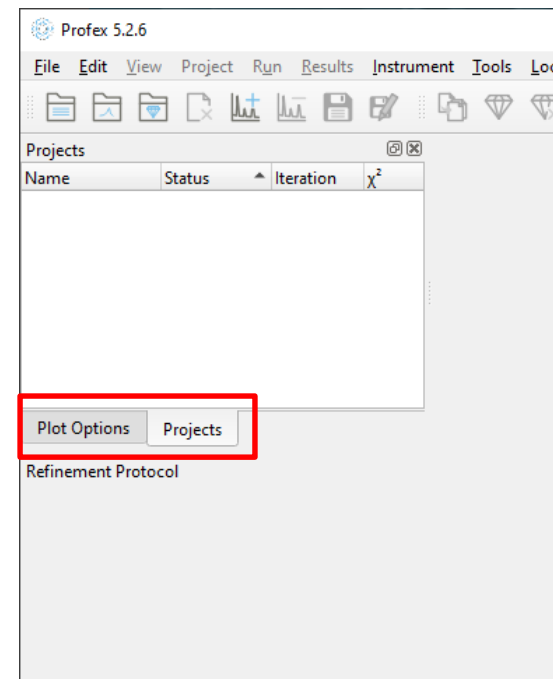 Profex 5.2.6
File Edit View Project Run Results Instrument Tools
Projects
Name Status Iteration χ²
Plot Options Projects
Refinement Protocol